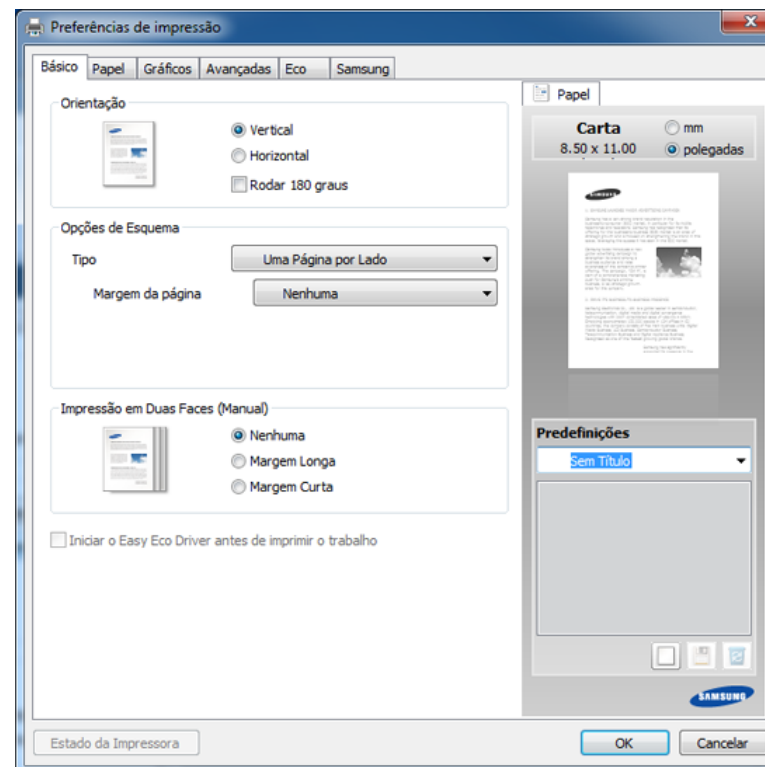 Preferências de impressão
Básico Papel Gráficos Avançadas Eco Samsung
Orientação
Vertical
Horizontal
Rodar 180 graus
Opções de Esquema
Tipo Uma Página por Lado
Margem da página Nenhuma
Impressão em Duas Faces (Manual)
Nenhuma
Margem Longa
Margem Curta
Iniciar o Easy Eco Driver antes de imprimir o trabalho
Papel
Carta mm
8.50 x 11.00 polegadas
SAMSUNG
Predefinições
Sem Título
SAMSUNG
Estado da Impressora OK Cancelar